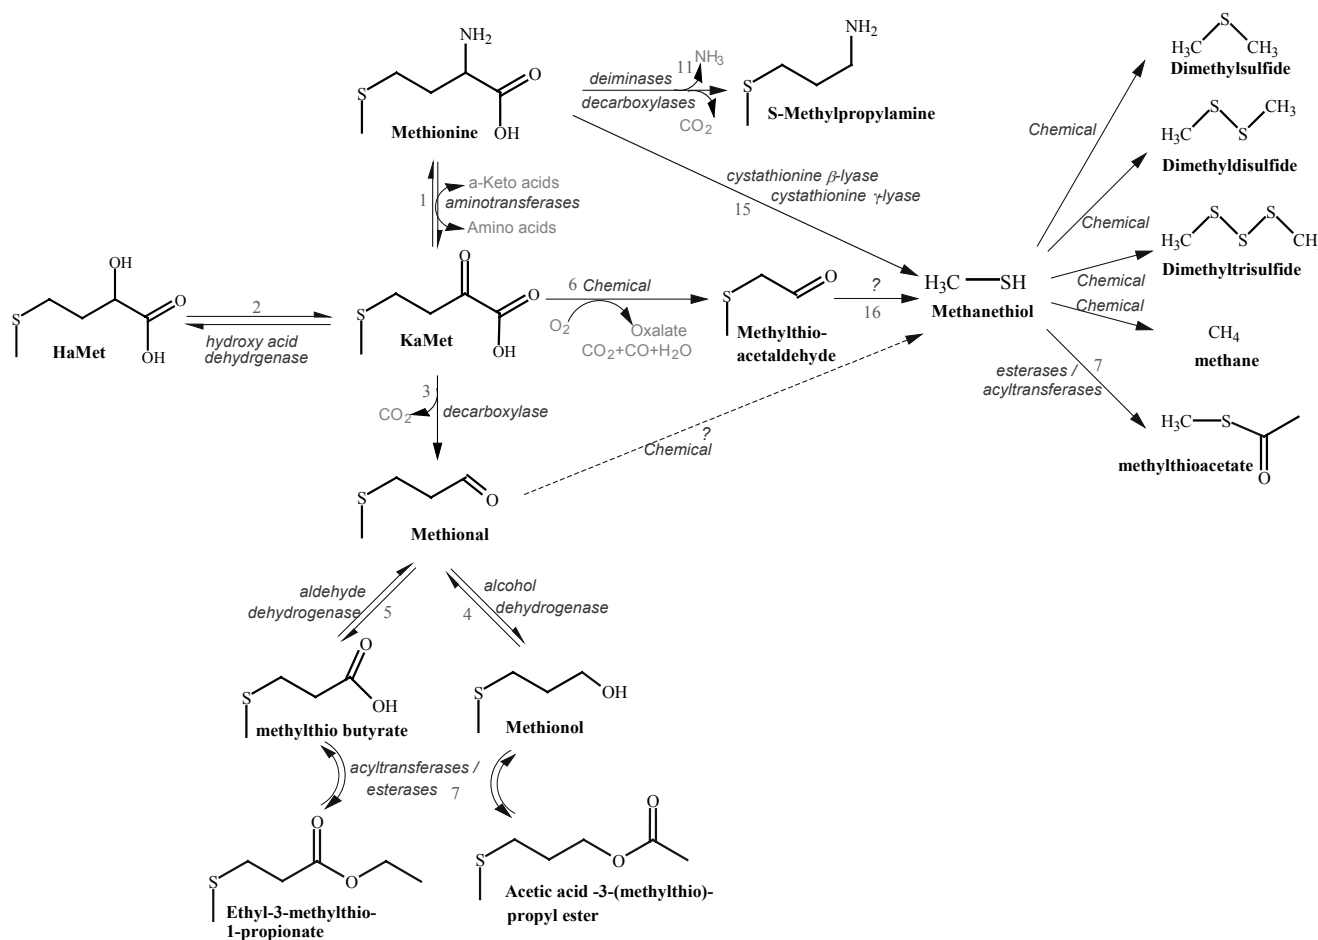 NH₂
O
OH
S
Methionine
deiminases
11
NH₃
decarboxylases
CO₂
NH₂
S
S-Methylpropylamine
S
H₃C
CH₃
Dimethylsulfide
Chemical
S
CH₃
H₃C
S
Dimethyldisulfide
Chemical
S
S
H₃C
S
CH
Dimethyltrisulfide
Chemical
Chemical
CH₄
methane
cystathionine β-lyase
cystathionine γ-lyase
15
1
a-Keto acids
aminotransferases
Amino acids
OH
O
S
OH
HaMet
2
hydroxy acid
dehydrgenase
O
O
S
OH
KaMet
6 Chemical
O₂
Oxalate
CO₂+CO+H₂O
O
S
Methylthio-
acetaldehyde
?
16
H₃C
SH
Methanethiol
esterases /
7
acyltransferases
H₃C
S
O
methylthioacetate
3
CO₂
decarboxylase
?
Chemical
S
O
Methional
aldehyde
dehydrogenase
5
alcohol
dehydrogenase
4
O
S
OH
methylthio butyrate
S
OH
Methionol
acyltransferases /
esterases
7
O
S
O
Ethyl-3-methylthio-
1-propionate
O
S
O
Acetic acid -3-(methylthio)-
propyl ester